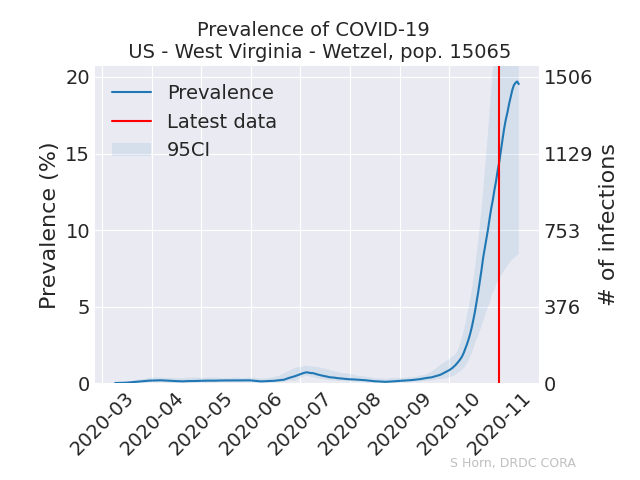 Prevalence of COVID-19
US - West Virginia - Wetzel, pop. 15065
Prevalence
Latest data
95CI
Prevalence (%)
20
15
10
5
0
1506
1129
753
376
0
# of infections
2020-03
2020-04
2020-05
2020-06
2020-07
2020-08
2020-09
2020-10
2020-11
S Horn, DRDC CORA